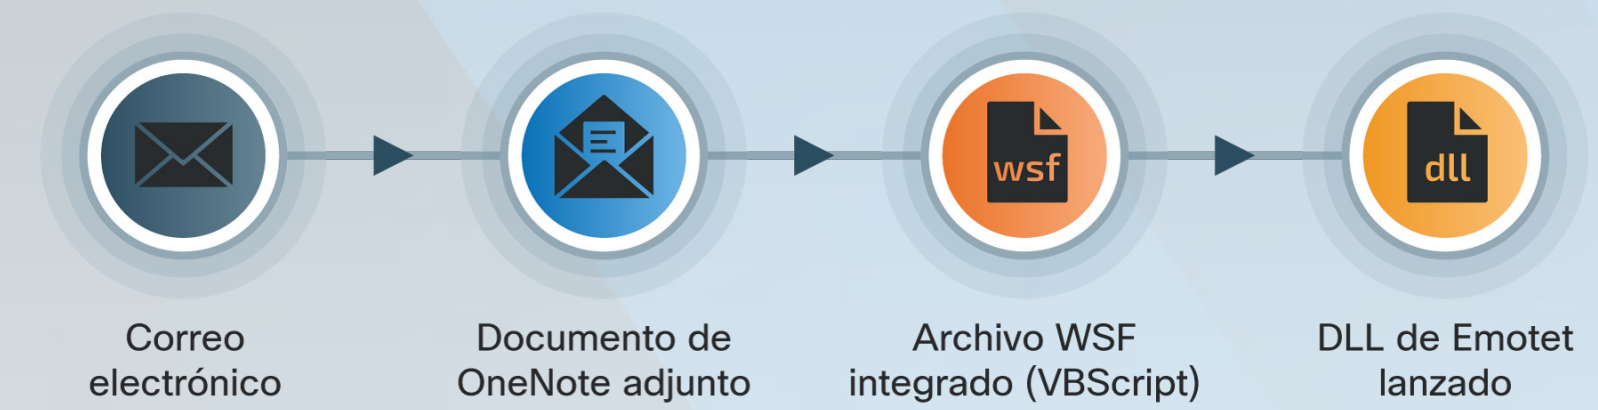 wsf
dll
Correo
electrónico
Documento de
OneNote adjunto
Archivo WSF
integrado (VBScript)
DLL de Emotet
lanzado